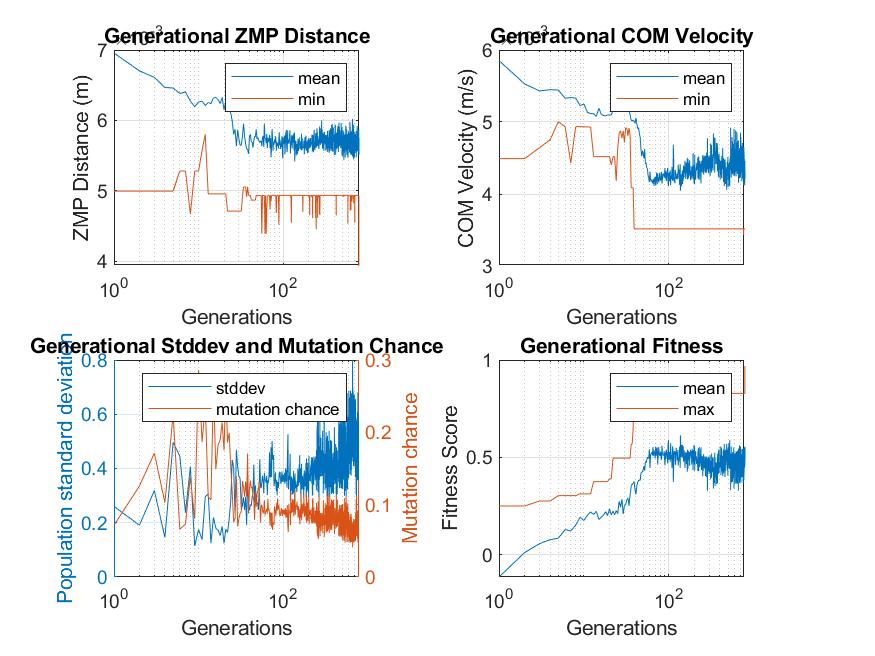 Generational ZMP Distance
7
6
5
4
ZMP Distance (m)
mean
min
10^0
10^2
Generations
Generational COM Velocity
6
5
4
3
COM Velocity (m/s)
mean
min
10^0
10^2
Generations
Generational Stddev and Mutation Chance
0.8
0.6
0.4
0.2
0
Population standard deviation
stddev
mutation chance
0.3
0.2
0.1
0
Mutation chance
10^0
10^2
Generations
Generational Fitness
1
0.5
0
Fitness Score
mean
max
10^0
10^2
Generations